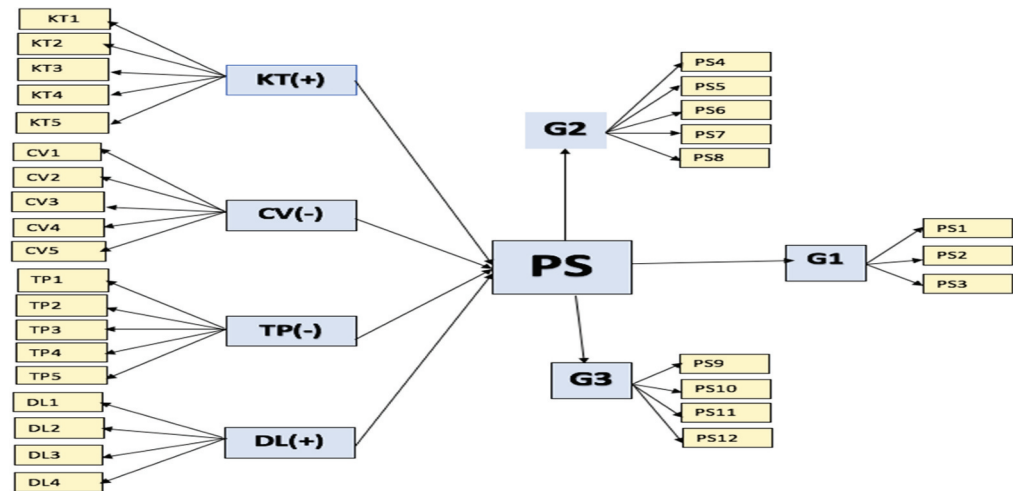 KT1
KT2
KT3
KT4
KT5
KT(+)
CV1
CV2
CV3
CV4
CV5
CV(-)
TP1
TP2
TP3
TP4
TP5
TP(-)
DL1
DL2
DL3
DL4
DL(+)
PS
G2
PS4
PS5
PS6
PS7
PS8
G1
PS1
PS2
PS3
G3
PS9
PS10
PS11
PS12